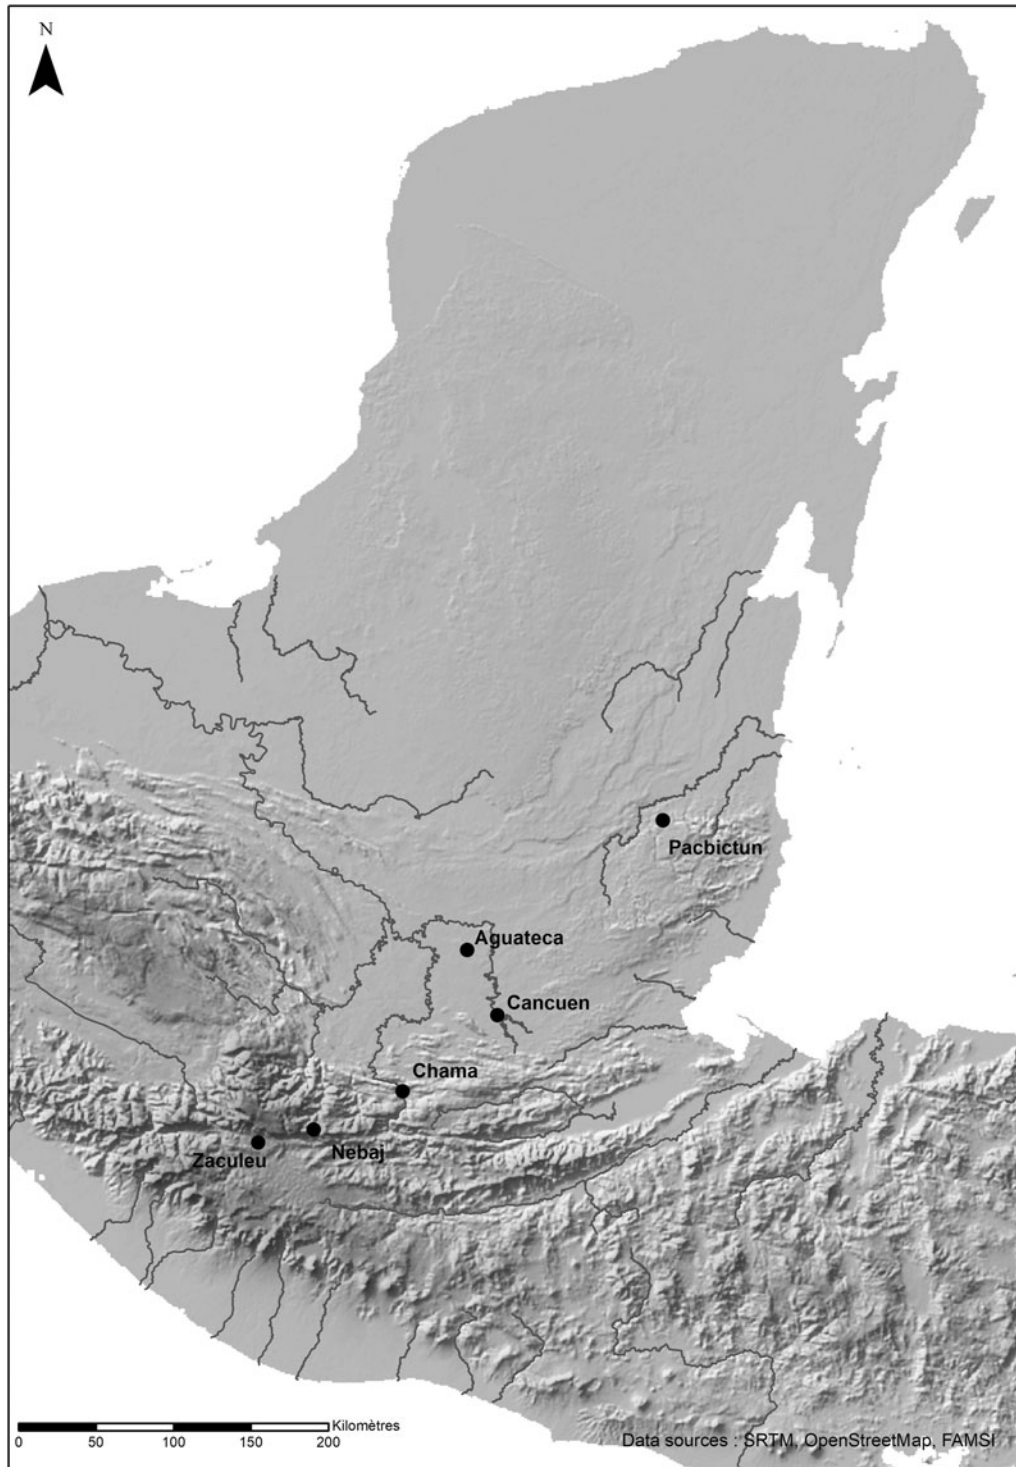 N
Pacbictun
Aguateca
Cancuen
Chama
Nebaj
Zaculeu
Kilomètres
0 50 100 150 200
Data sources : SRTM, OpenStreetMap, FAMSI